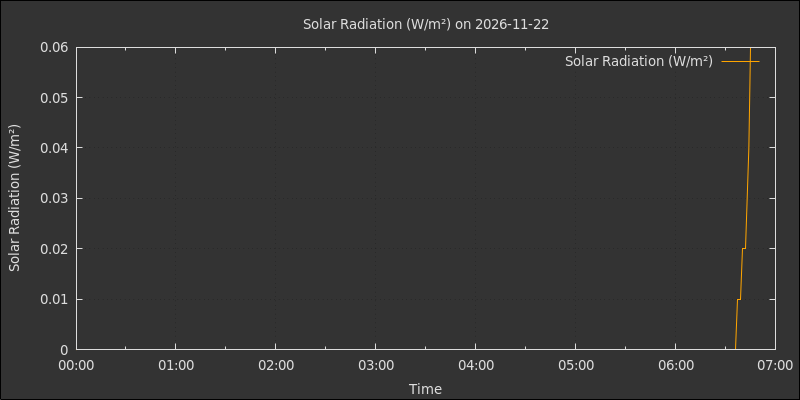 Solar Radiation (W/m²) on 2026-11-22
Solar Radiation (W/m²)
Solar Radiation (W/m²)
0.06
0.05
0.04
0.03
0.02
0.01
0
00:00 01:00 02:00 03:00 04:00 05:00 06:00 07:00
Time